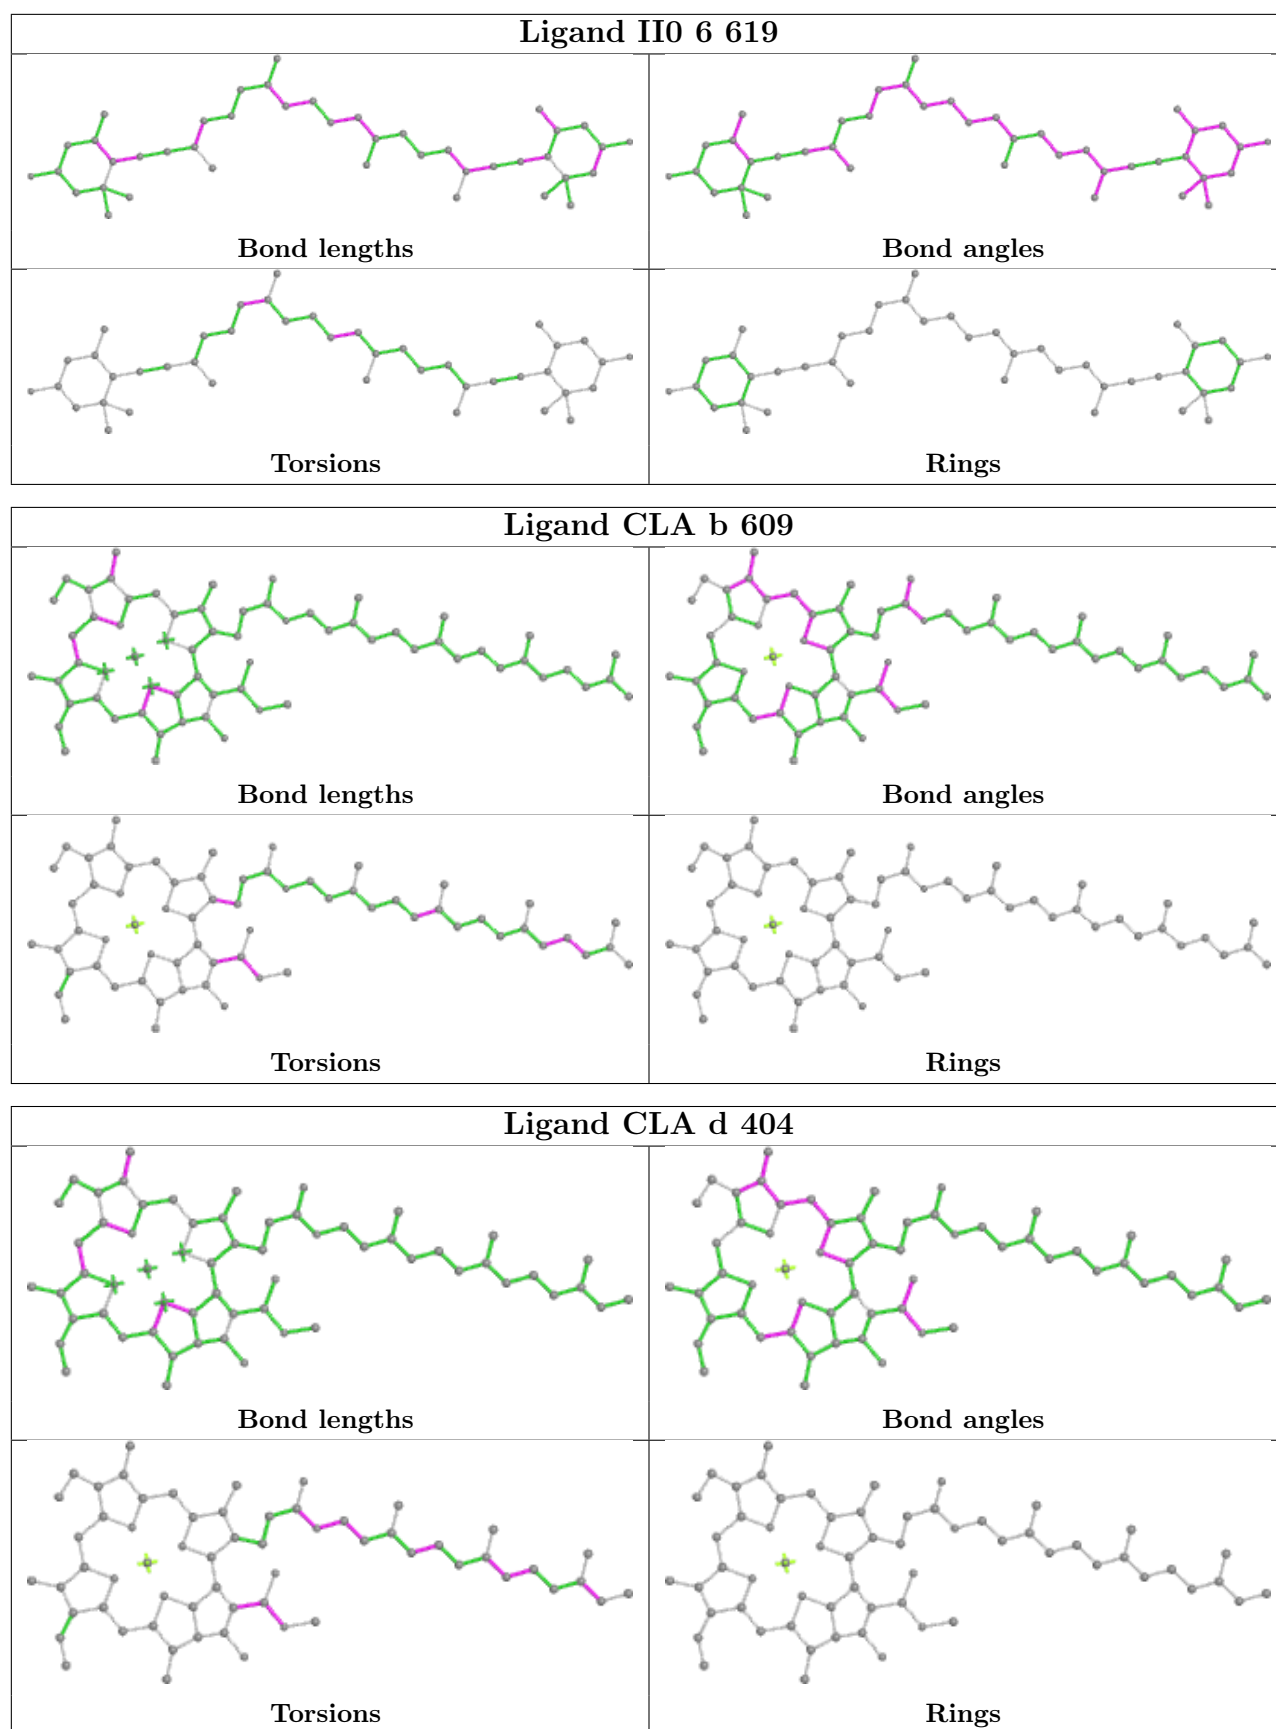 Ligand II0 6 619
Bond lengths
Bond angles
Torsions
Rings
Ligand CLA b 609
Bond lengths
Bond angles
Torsions
Rings
Ligand CLA d 404
Bond lengths
Bond angles
Torsions
Rings